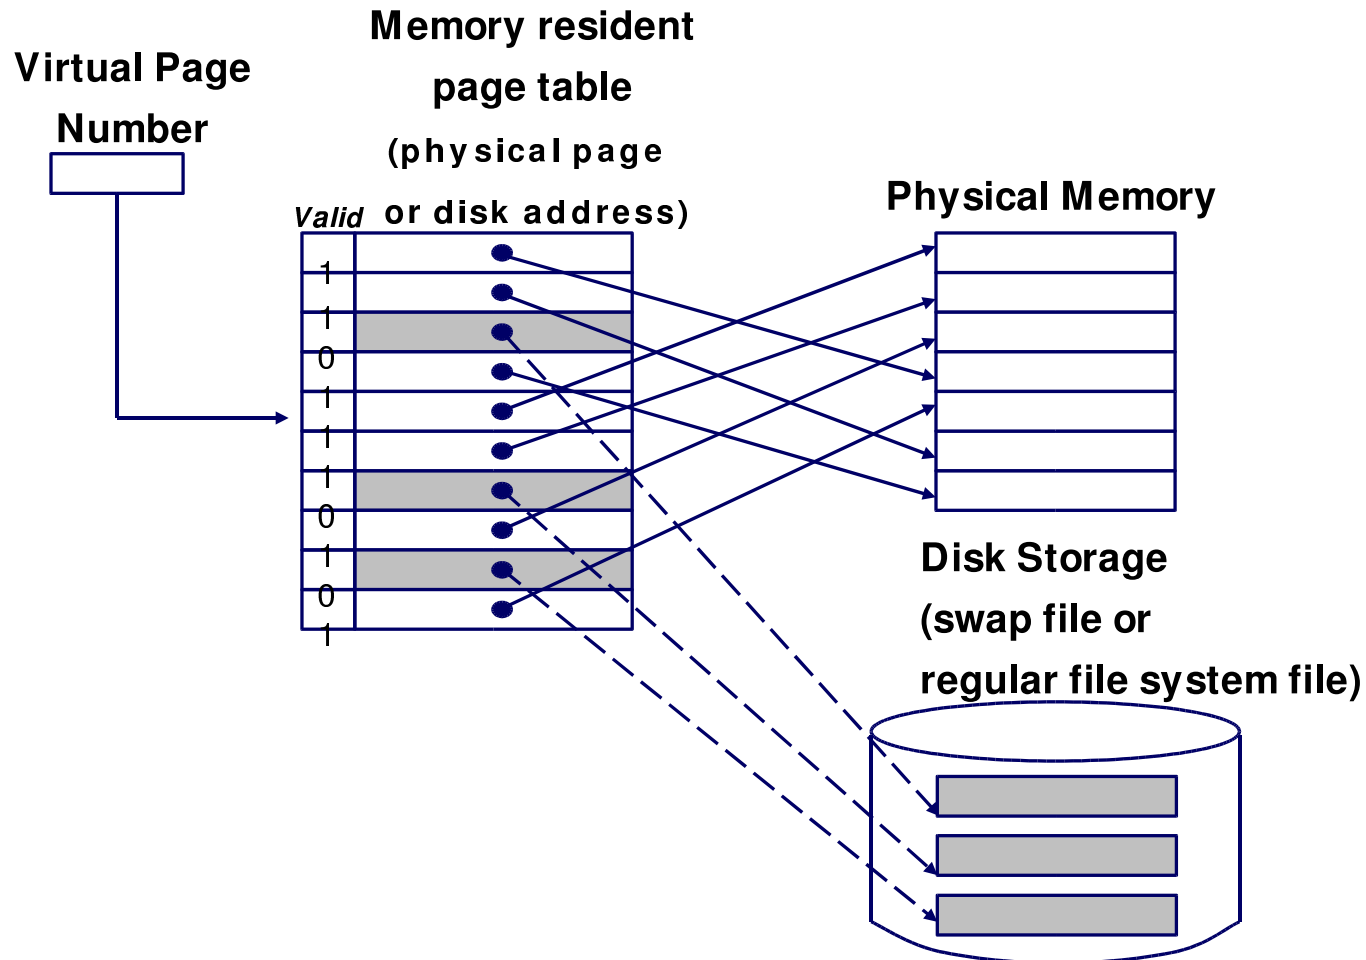 Virtual Page
Number
Memory resident
page table
(physical page
or disk address)
Valid
1
1
0
1
1
1
0
1
0
1
Physical Memory
Disk Storage
(swap file or
regular file system file)